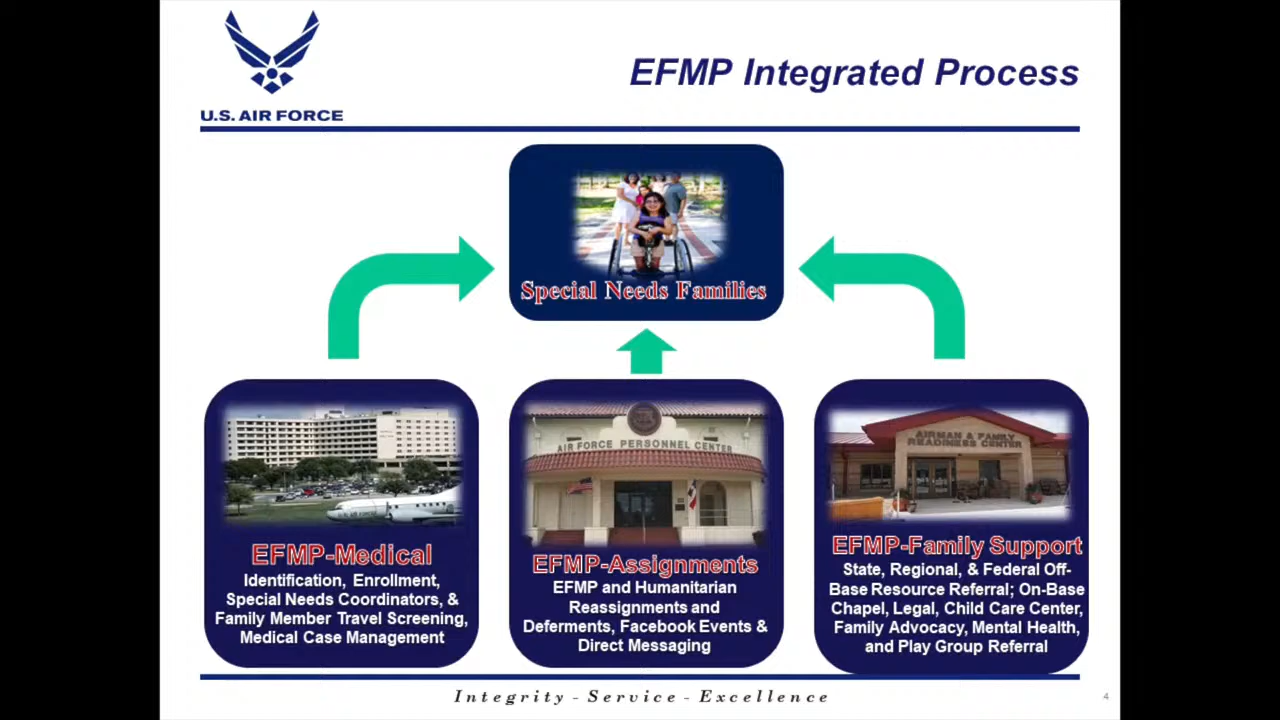 EFMP Integrated Process
U.S. AIR FORCE
Special Needs Families
AIR FORCE PERSONNEL CENTER
AIRMAN & FAMILY
READINESS CENTER
EFMP-Medical
Identification, Enrollment,
Special Needs Coordinators, &
Family Member Travel Screening,
Medical Case Management
EFMP-Assignments
EFMP and Humanitarian
Reassignments and
Deferments, Facebook Events &
Direct Messaging
EFMP-Family Support
State, Regional, & Federal Off-
Base Resource Referral; On-Base
Chapel, Legal, Child Care Center,
Family Advocacy, Mental Health,
and Play Group Referral
Integrity - Service - Excellence
4